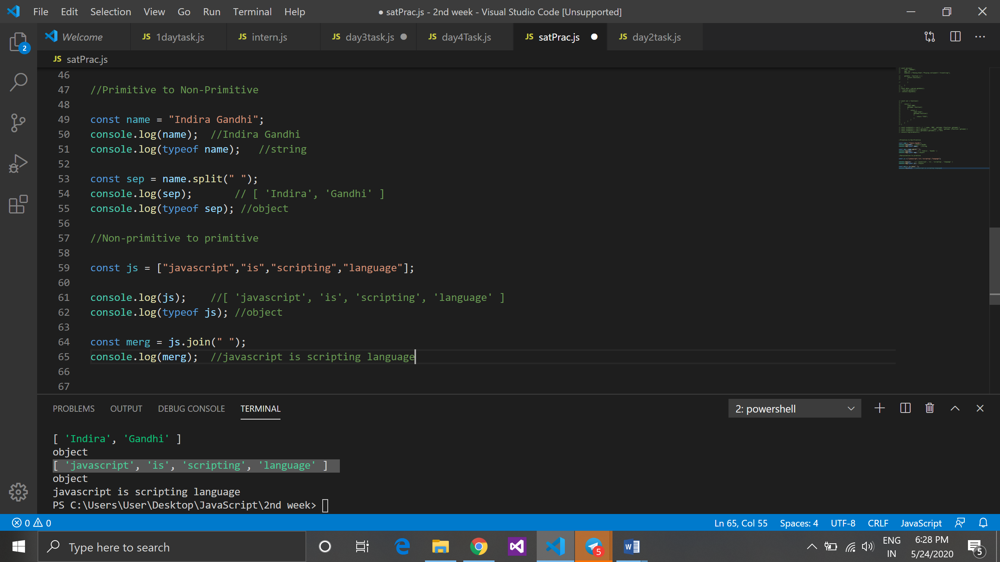 File Edit Selection View Go Run Terminal Help
● satPrac.js - 2nd week - Visual Studio Code [Unsupported]
Welcome
JS 1daytask.js
JS intern.js
JS day3task.js
JS day4Task.js
JS satPrac.js
JS day2task.js
2
JS satPrac.js
46
47 //Primitive to Non-Primitive
48
49 const name = "Indira Gandhi";
50 console.log(name);  //Indira Gandhi
51 console.log(typeof name);   //string
52
53 const sep = name.split(" ");
54 console.log(sep);       // [ 'Indira', 'Gandhi' ]
55 console.log(typeof sep); //object
56
57 //Non-primitive to primitive
58
59 const js = ["javascript","is","scripting","language"];
60
61 console.log(js);    //[ 'javascript', 'is', 'scripting', 'language' ]
62 console.log(typeof js); //object
63
64 const merg = js.join(" ");
65 console.log(merg);  //javascript is scripting language
66
67
PROBLEMS OUTPUT DEBUG CONSOLE TERMINAL
2: powershell
[ 'Indira', 'Gandhi' ]
object
[ 'javascript', 'is', 'scripting', 'language' ]
object
javascript is scripting language
PS C:\Users\User\Desktop\JavaScript\2nd week>
0 0
Ln 65, Col 55 Spaces: 4 UTF-8 CRLF JavaScript
Type here to search
5
ENG
IN
6:28 PM
5/24/2020
5